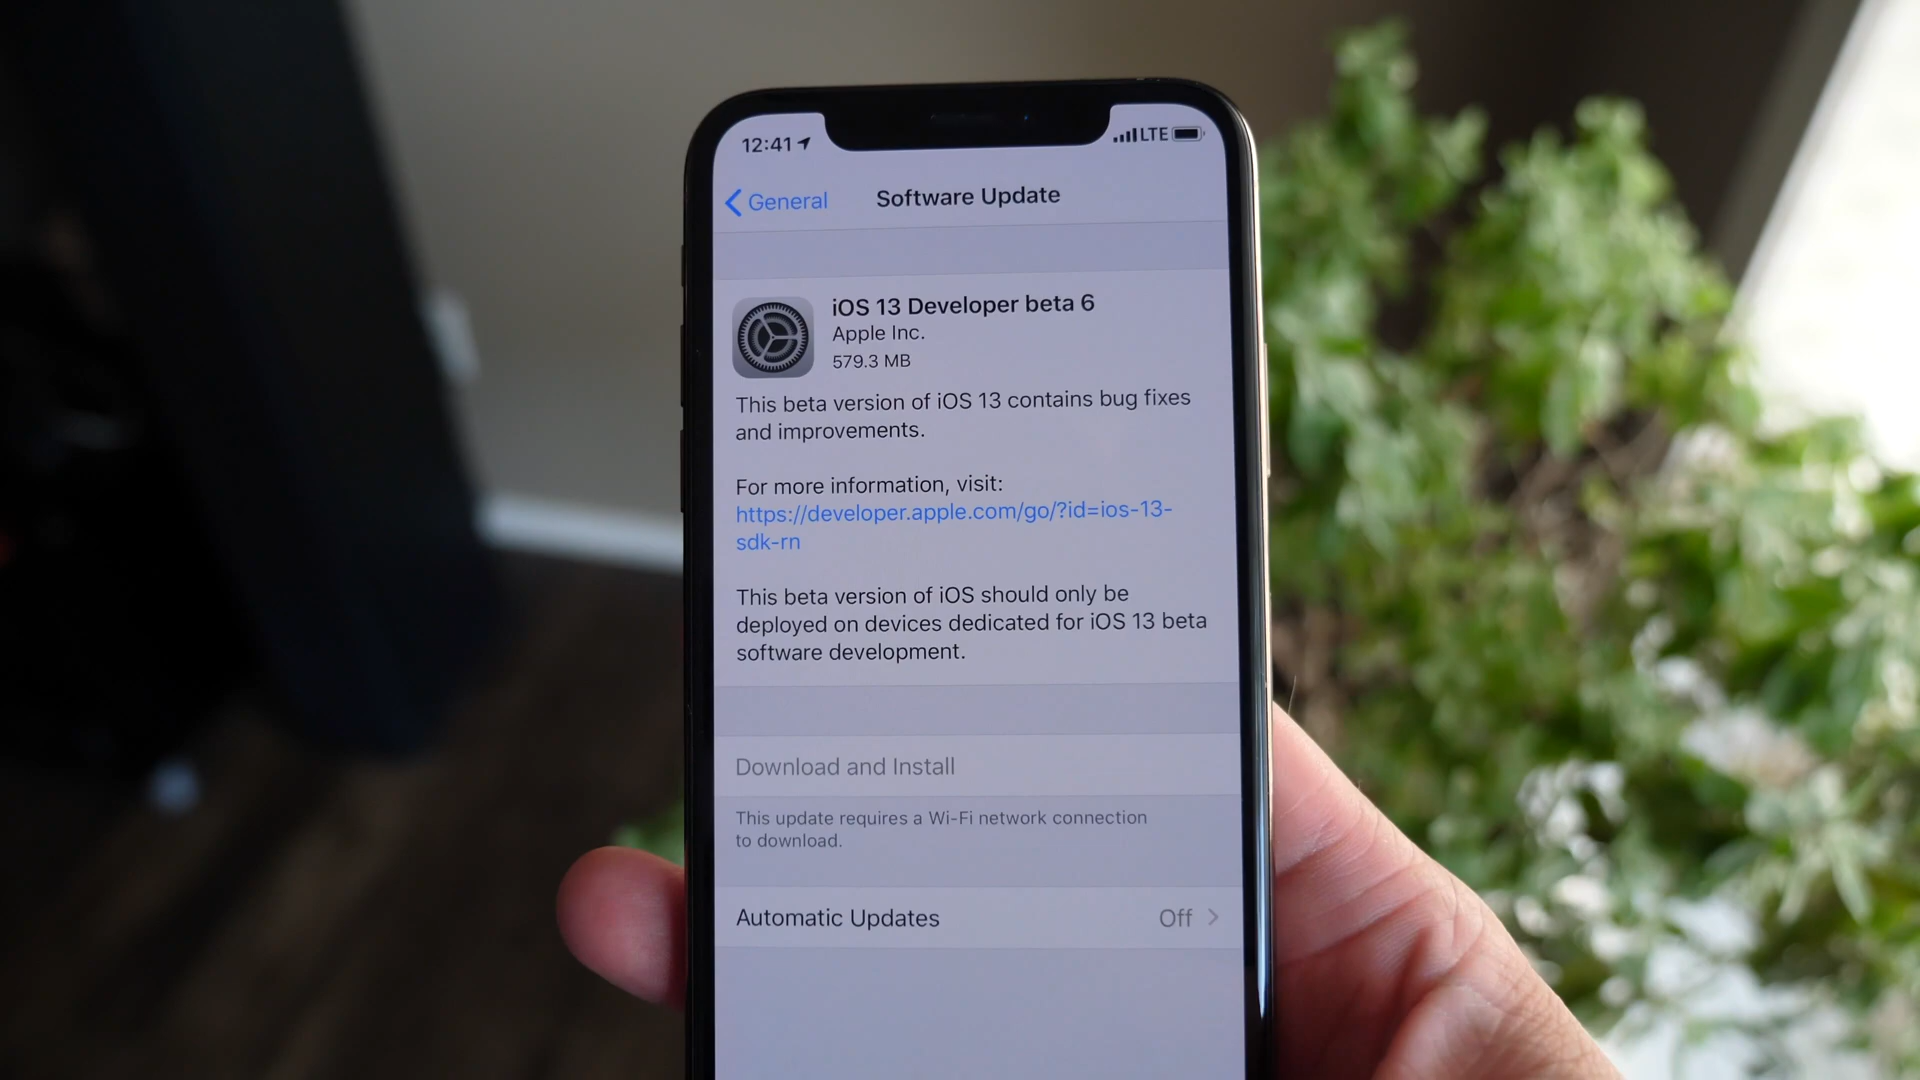 12:41 LTE
General Software Update
iOS 13 Developer beta 6
Apple Inc.
579.3 MB
This beta version of iOS 13 contains bug fixes
and improvements.
For more information, visit:
https://developer.apple.com/go/?id=ios-13-
sdk-rn
This beta version of iOS should only be
deployed on devices dedicated for iOS 13 beta
software development.
Download and Install
This update requires a Wi-Fi network connection
to download.
Automatic Updates Off